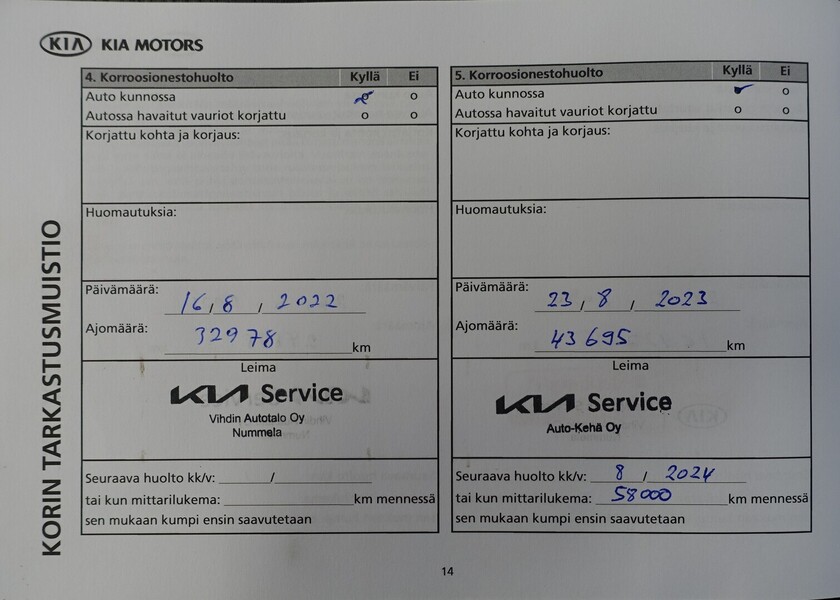 KIA KIA MOTORS
KORIN TARKASTUSMUISTIO
4. Korroosionestohuolto Kyllä Ei
Auto kunnossa o o
Autossa havaitut vauriot korjattu o o
Korjattu kohta ja korjaus:
Huomautuksia:
Päivämäärä: 16 / 8 / 2022
Ajomäärä: 32978 km
Leima
KIA Service
Vihdin Autotalo Oy
Nummela
Seuraava huolto kk/v: /
tai kun mittarilukema: km mennessä
sen mukaan kumpi ensin saavutetaan
5. Korroosionestohuolto Kyllä Ei
Auto kunnossa o
Autossa havaitut vauriot korjattu o o
Korjattu kohta ja korjaus:
Huomautuksia:
Päivämäärä: 23 / 8 / 2023
Ajomäärä: 43 695 km
Leima
KIA Service
Auto-Kehä Oy
Seuraava huolto kk/v: 8 / 2024
tai kun mittarilukema: 58000 km mennessä
sen mukaan kumpi ensin saavutetaan
14